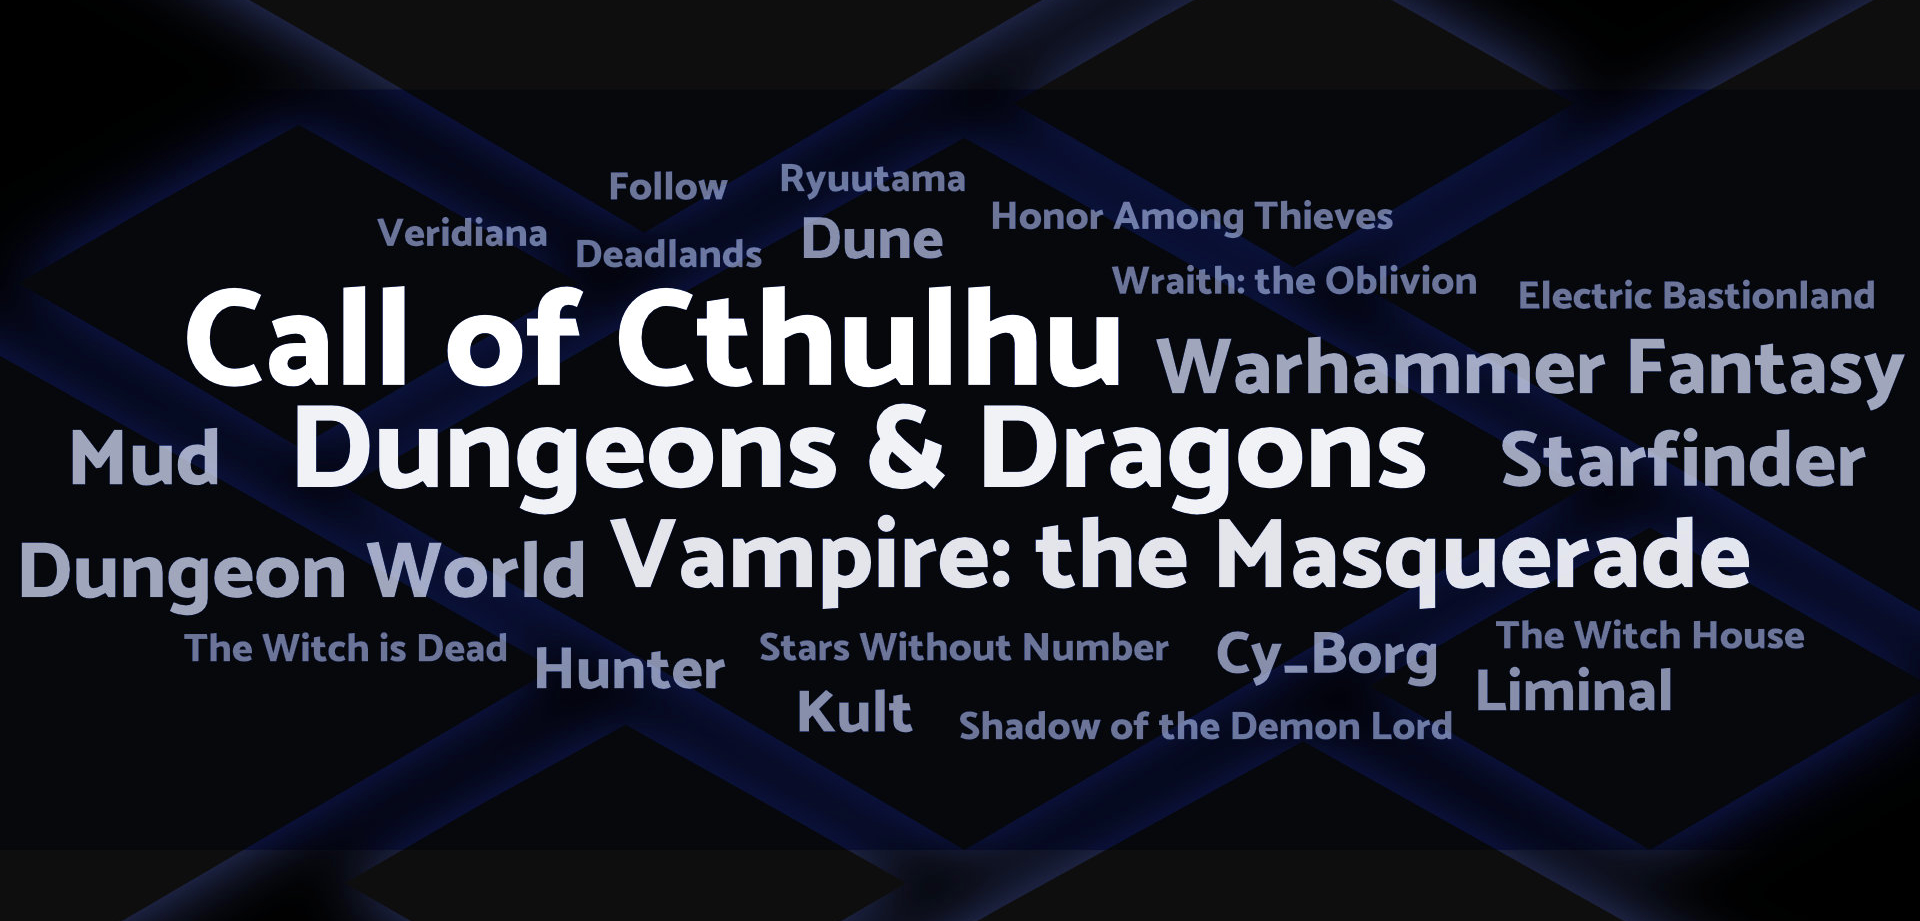 Follow
Ryuutama
Veridiana
Deadlands
Dune
Honor Among Thieves
Wraith: the Oblivion
Electric Bastionland
Call of Cthulhu
Warhammer Fantasy
Mud
Dungeons & Dragons
Starfinder
Dungeon World
Vampire: the Masquerade
The Witch is Dead
Hunter
Stars Without Number
Cy_Borg
The Witch House
Kult
Shadow of the Demon Lord
Liminal